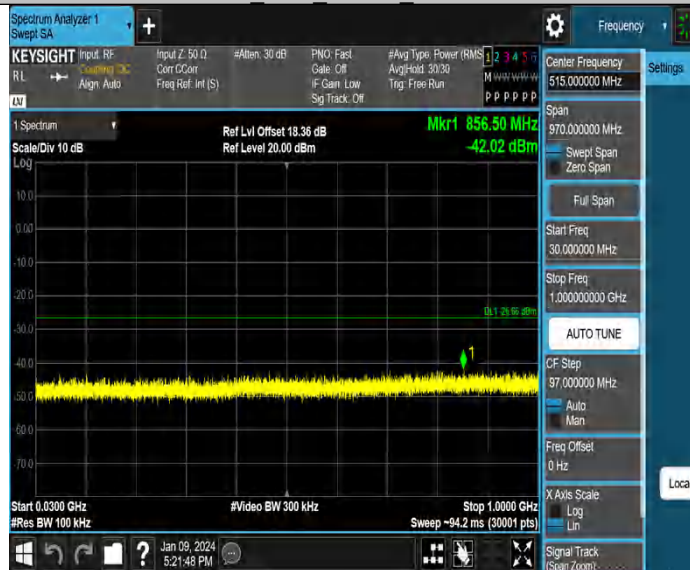 Spectrum Analyzer 1
Swept SA
+
Frequency
KEYSIGHT
Input: RF
Input Z: 50 Ω
#Atten: 30 dB
PNO: Fast
#Avg Type: Power (RMS
1 2 3 4 5 6
RL
Coupling: DC
Corr CCorr
Gate: Off
Avg|Hold: 30/30
M W W W W W
Align: Auto
Freq Ref: Int (S)
IF Gain: Low
Trig: Free Run
Sig Track: Off
P P P P P P
LXI
1 Spectrum
Ref Lvl Offset 18.36 dB
Mkr1 856.50 MHz
Scale/Div 10 dB
Ref Level 20.00 dBm
-42.02 dBm
Log
10.0
0.00
-10.0
-20.0
-30.0
-40.0
-50.0
-60.0
-70.0
1
Start 0.0300 GHz
#Video BW 300 kHz
Stop 1.0000 GHz
#Res BW 100 kHz
Sweep ~94.2 ms (30001 pts)
?
Jan 09, 2024
5:21:48 PM
Center Frequency
515.000000 MHz
Settings
Span
970.000000 MHz
Swept Span
Zero Span
Full Span
Start Freq
30.000000 MHz
Stop Freq
1.000000000 GHz
AUTO TUNE
CF Step
97.000000 MHz
Auto
Man
Freq Offset
0 Hz
Loca
X Axis Scale
Log
Lin
Signal Track
(Span Zoom)